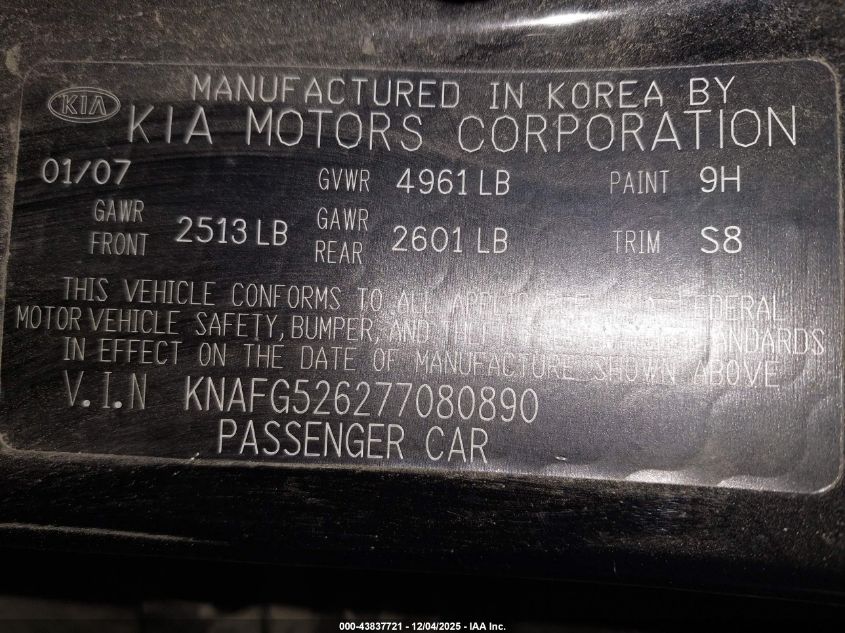 KIA
MANUFACTURED IN KOREA BY
KIA MOTORS CORPORATION
01/07 GVWR 4961 LB PAINT 9H
GAWR FRONT 2513 LB GAWR REAR 2601 LB TRIM S8
THIS VEHICLE CONFORMS TO ALL FEDERAL
MOTOR VEHICLE SAFETY, BUMPER, AND THEFT STANDARDS
IN EFFECT ON THE DATE OF MANUFACTURE SHOWN ABOVE
V.I.N KNAFG526277080890
PASSENGER CAR
000-43837721 - 12/04/2025 - IAA Inc.